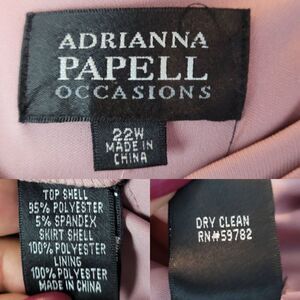 ADRIANNA
PAPELL
OCCASIONS
22W
MADE IN
CHINA
TOP SHELL
95% POLYESTER
5% SPANDEX
SKIRT SHELL
100% POLYESTER
LINING
100% POLYESTER
MADE IN CHINA
DRY CLEAN
RN#59782